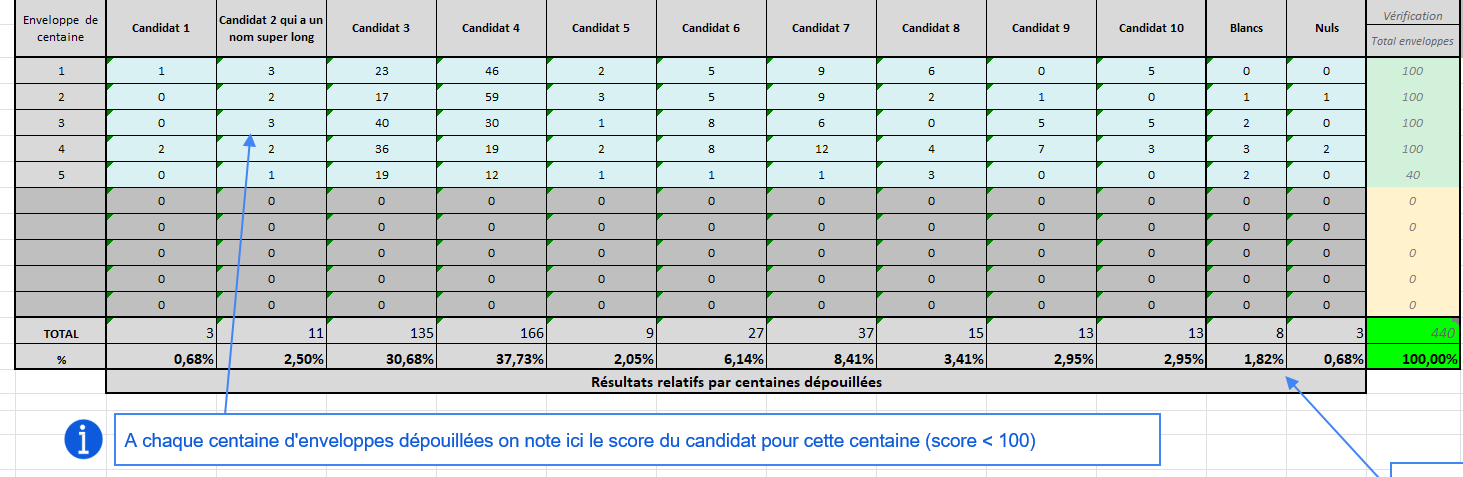 Enveloppe de centaine Candidat 1 Candidat 2 qui a un nom super long Candidat 3 Candidat 4 Candidat 5 Candidat 6 Candidat 7 Candidat 8 Candidat 9 Candidat 10 Blancs Nuls Vérification Total enveloppes
1 1 3 23 46 2 5 9 6 0 5 0 0 100
2 0 2 17 59 3 5 9 2 1 0 1 1 100
3 0 3 40 30 1 8 6 0 5 5 2 0 100
4 2 2 36 19 2 8 12 4 7 3 3 2 100
5 0 1 19 12 1 1 1 3 0 0 2 0 40
0 0 0 0 0 0 0 0 0 0 0 0 0
0 0 0 0 0 0 0 0 0 0 0 0 0
0 0 0 0 0 0 0 0 0 0 0 0 0
0 0 0 0 0 0 0 0 0 0 0 0 0
0 0 0 0 0 0 0 0 0 0 0 0 0
TOTAL 3 11 135 166 9 27 37 15 13 13 8 3 440
% 0,68% 2,50% 30,68% 37,73% 2,05% 6,14% 8,41% 3,41% 2,95% 2,95% 1,82% 0,68% 100,00%
Résultats relatifs par centaines dépouillées
i A chaque centaine d'enveloppes dépouillées on note ici le score du candidat pour cette centaine (score < 100)